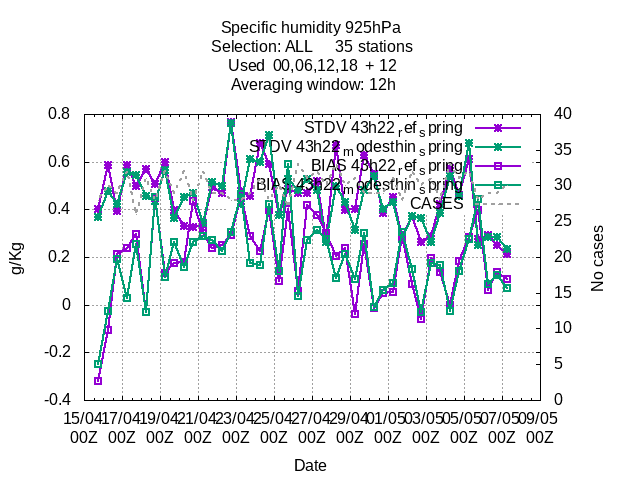 Specific humidity 925hPa
Selection: ALL 35 stations
Used 00,06,12,18 + 12
Averaging window: 12h
0.8 40
STDV 43h22refspring
STDV 43h22modesthinspring
0.6 35
BIAS 43h22refspring
BIAS 43h22modesthinspring
30
CASES
0.4 25
0.2 20
15
0 10
-0.2 5
-0.4 0
g/Kg
No cases
15/04 17/04 19/04 21/04 23/04 25/04 27/04 29/04 01/05 03/05 05/05 07/05 09/05
00Z 00Z 00Z 00Z 00Z 00Z 00Z 00Z 00Z 00Z 00Z 00Z 00Z
Date